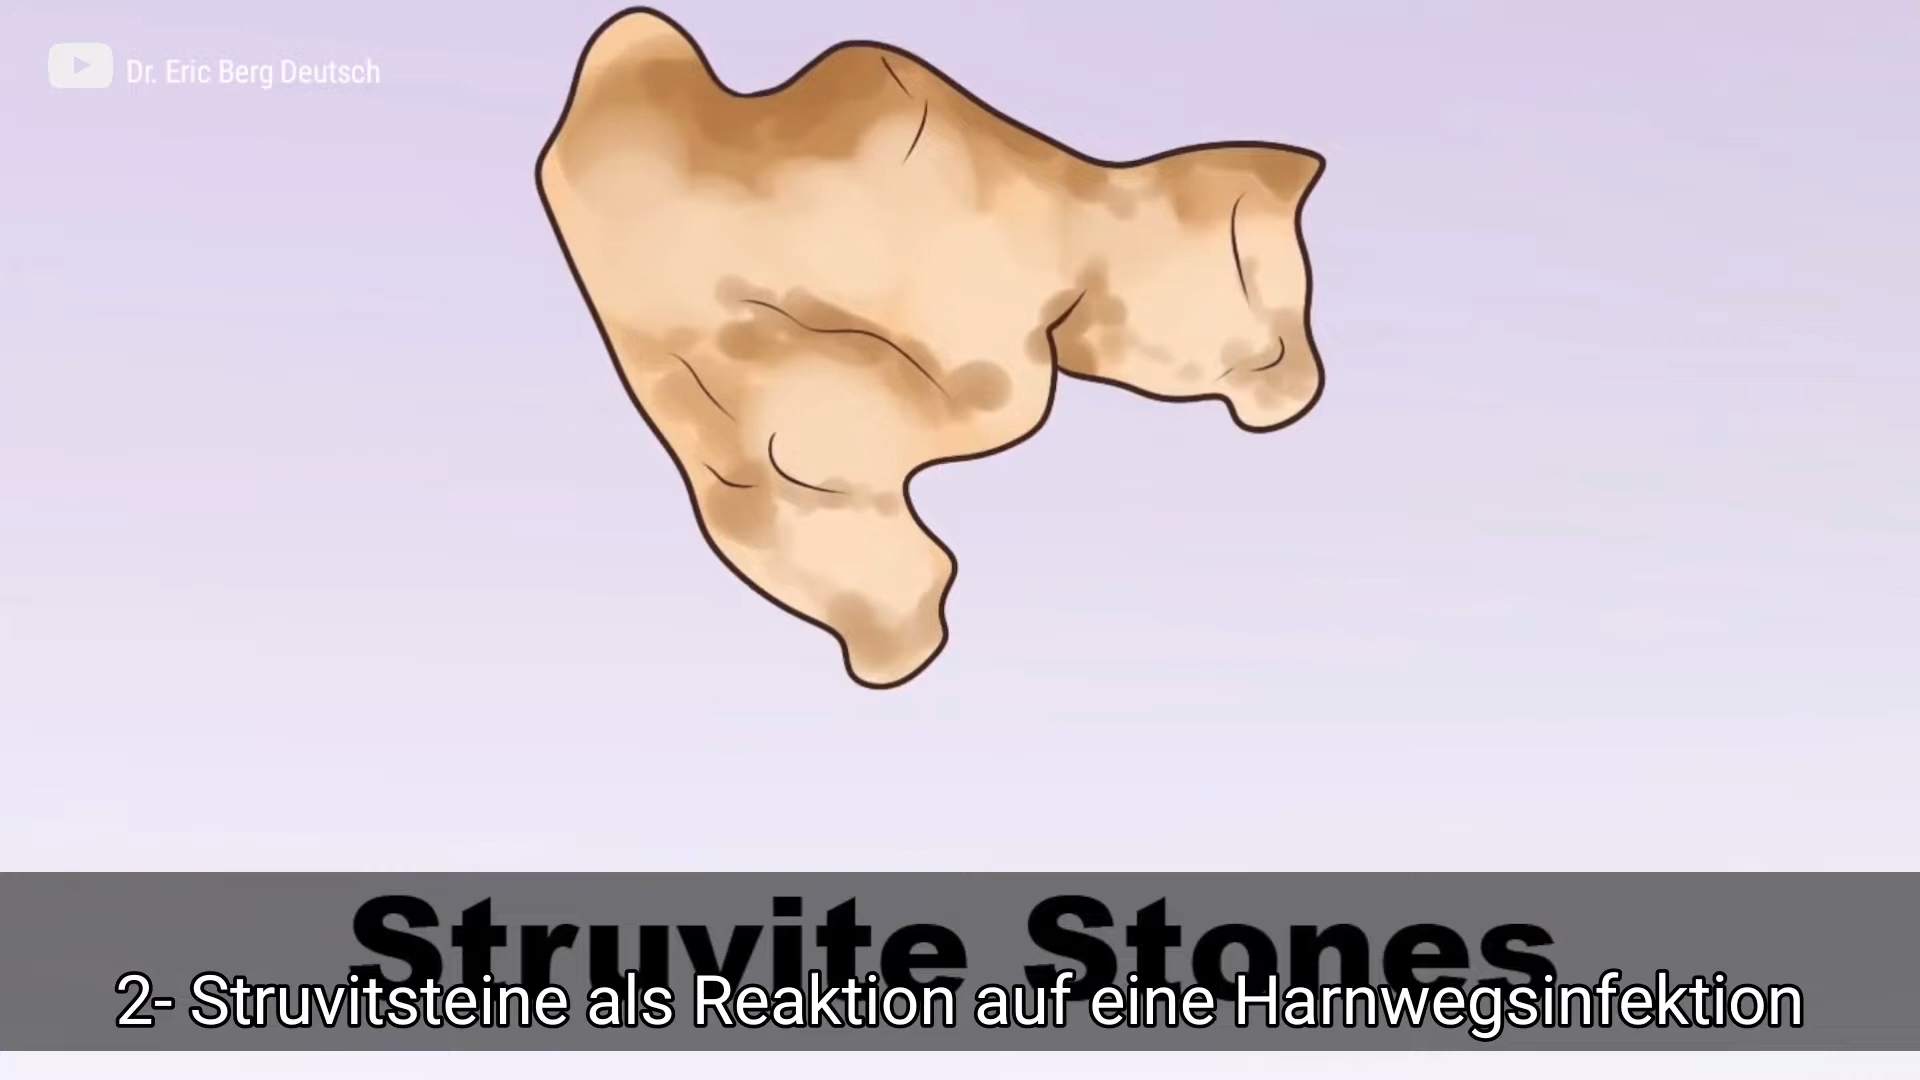 Dr. Eric Berg Deutsch
Struvite Stones
2- Struvitsteine als Reaktion auf eine Harnwegsinfektion